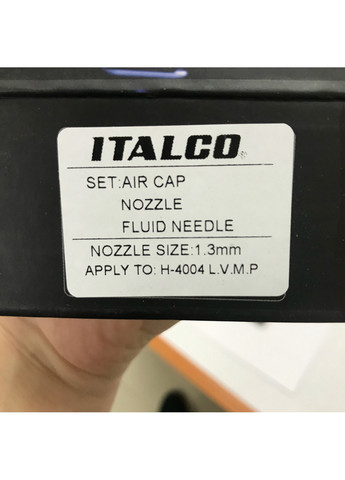 ITALCO®
SET:AIR CAP
NOZZLE
FLUID NEEDLE
NOZZLE SIZE:1.3mm
APPLY TO: H-4004 L.V.M.P